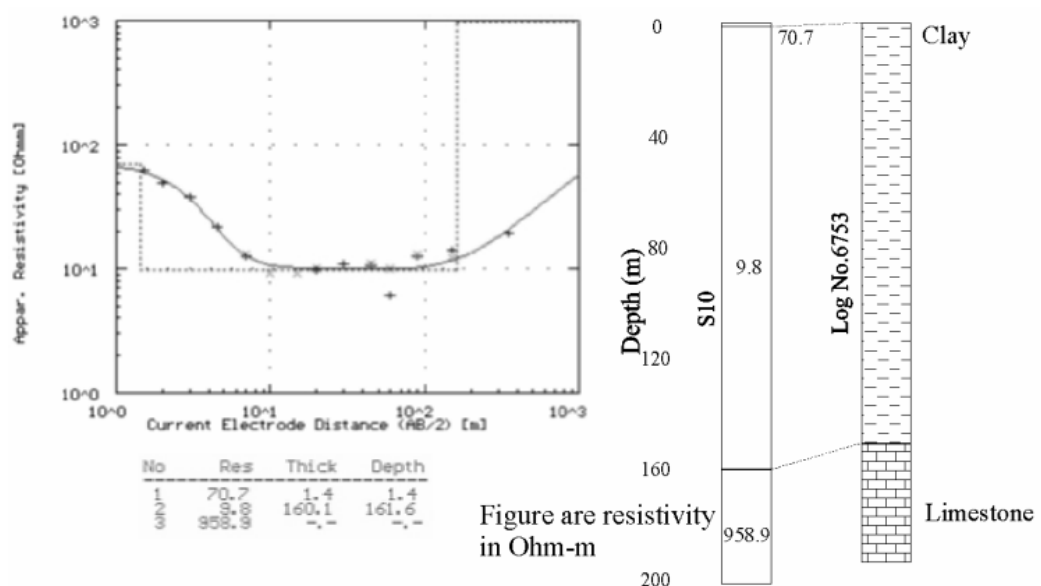 Appar. Resistivity [Ohmm]
10^3
10^2
10^1
10^0
10^0
10^1
10^2
10^3
Current Electrode Distance (AB/2) [m]
No Res Thick Depth
1 70.7 1.4 1.4
2 9.8 160.1 161.6
3 958.9 -.- -.-
Figure are resistivity
in Ohm-m
Depth (m)
0
40
80
120
160
200
S10
70.7
9.8
958.9
Log No.6753
Clay
Limestone